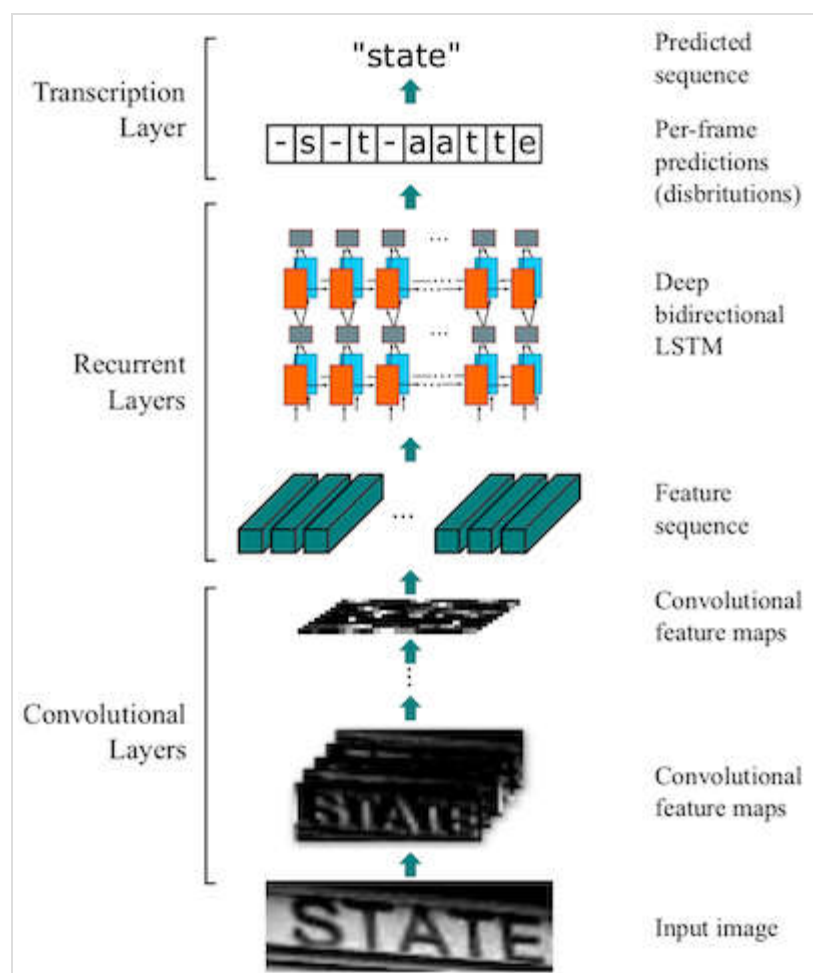 "state"
Predicted
sequence
Transcription
Layer
-s-t-aatte
Per-frame
predictions
(disbritutions)
Recurrent
Layers
Deep
bidirectional
LSTM
...
Feature
sequence
Convolutional
Layers
Convolutional
feature maps
STATE
Convolutional
feature maps
STATE
Input image